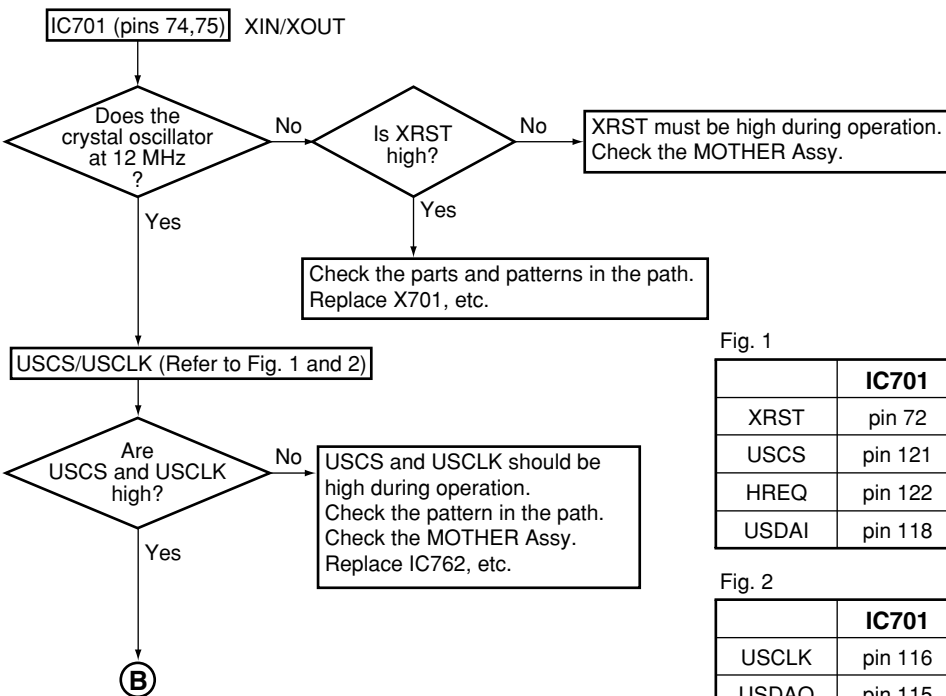 IC701 (pins 74,75) XIN/XOUT
Does the
crystal oscillator
at 12 MHz
?
No
Is XRST
high?
No
XRST must be high during operation.
Check the MOTHER Assy.
Yes
Yes
Check the parts and patterns in the path.
Replace X701, etc.
USCS/USCLK (Refer to Fig. 1 and 2)
Are
USCS and USCLK
high?
No
USCS and USCLK should be
high during operation.
Check the pattern in the path.
Check the MOTHER Assy.
Replace IC762, etc.
Yes
B
Fig. 1
IC701
XRST pin 72
USCS pin 121
HREQ pin 122
USDAI pin 118
Fig. 2
IC701
USCLK pin 116
USDAO pin 115